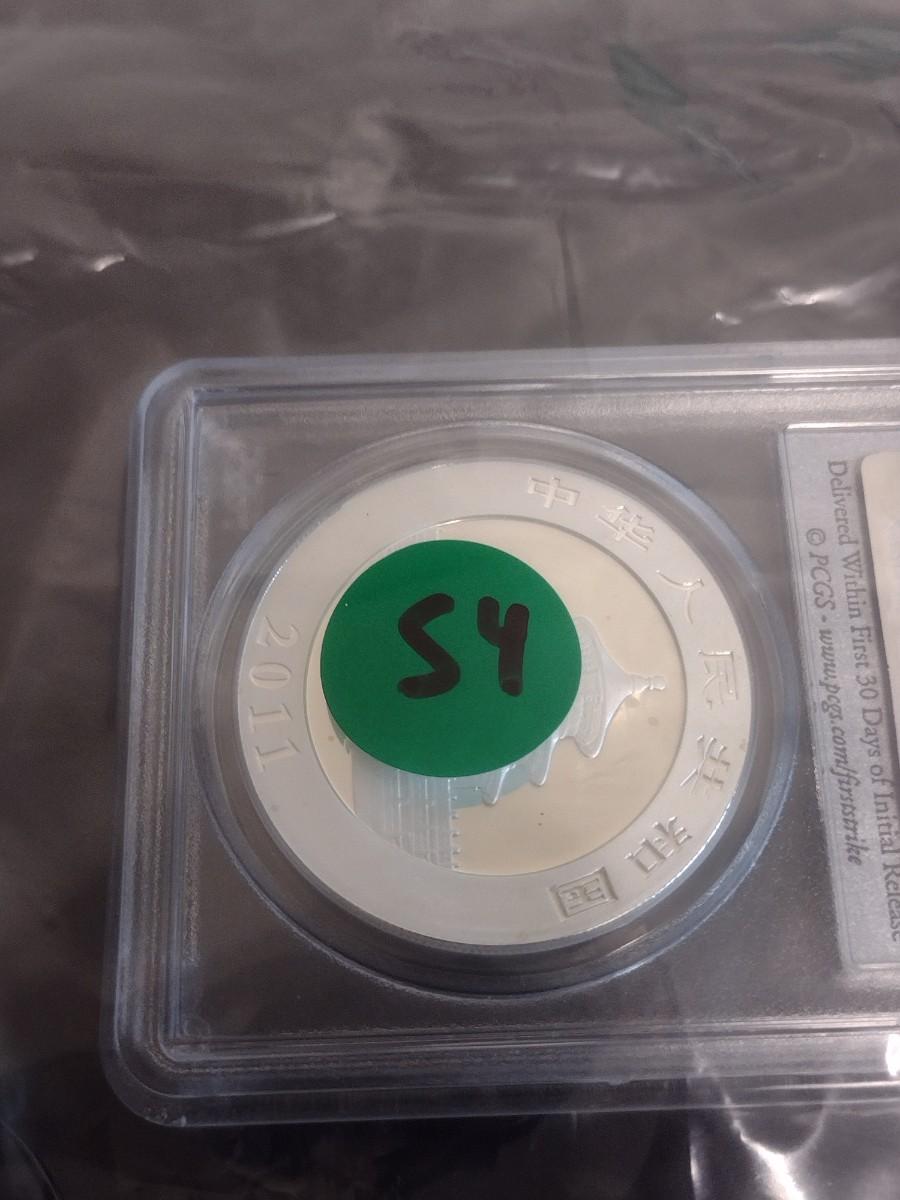 中华人民共和国
S4
2011
Delivered Within First 30 Days of Initial Release
© PCGS - www.pcgs.com/firststrike